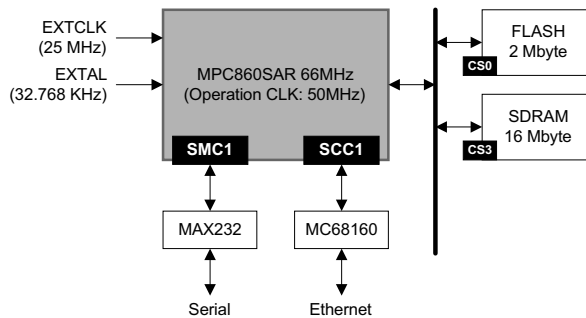 EXTCLK
(25 MHz)
EXTAL
(32.768 KHz)
MPC860SAR 66MHz
(Operation CLK: 50MHz)
SMC1
SCC1
FLASH
2 Mbyte
CS0
SDRAM
16 Mbyte
CS3
MAX232
MC68160
Serial
Ethernet